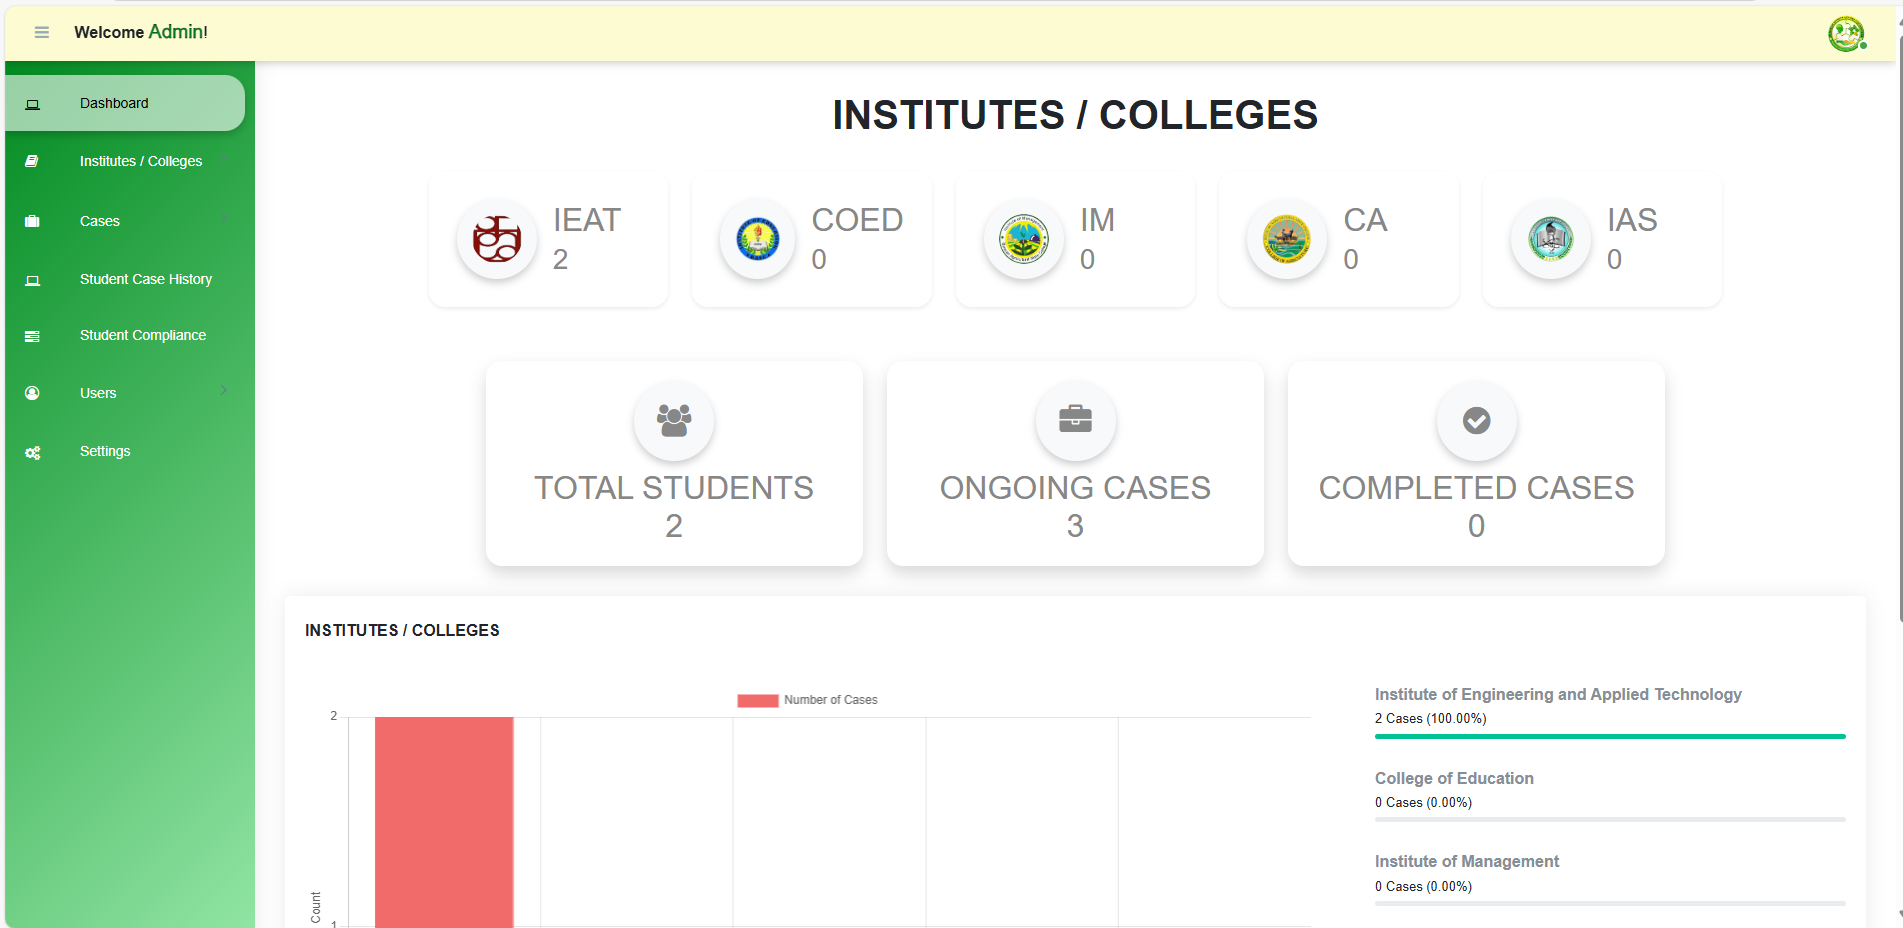 Welcome Admin!
Dashboard
Institutes / Colleges
Cases
Student Case History
Student Compliance
Users
Settings
INSTITUTES / COLLEGES
IEAT
2
COED
0
IM
0
CA
0
IAS
0
TOTAL STUDENTS
2
ONGOING CASES
3
COMPLETED CASES
0
INSTITUTES / COLLEGES
Number of Cases
2
1
Count
Institute of Engineering and Applied Technology
2 Cases (100.00%)
College of Education
0 Cases (0.00%)
Institute of Management
0 Cases (0.00%)